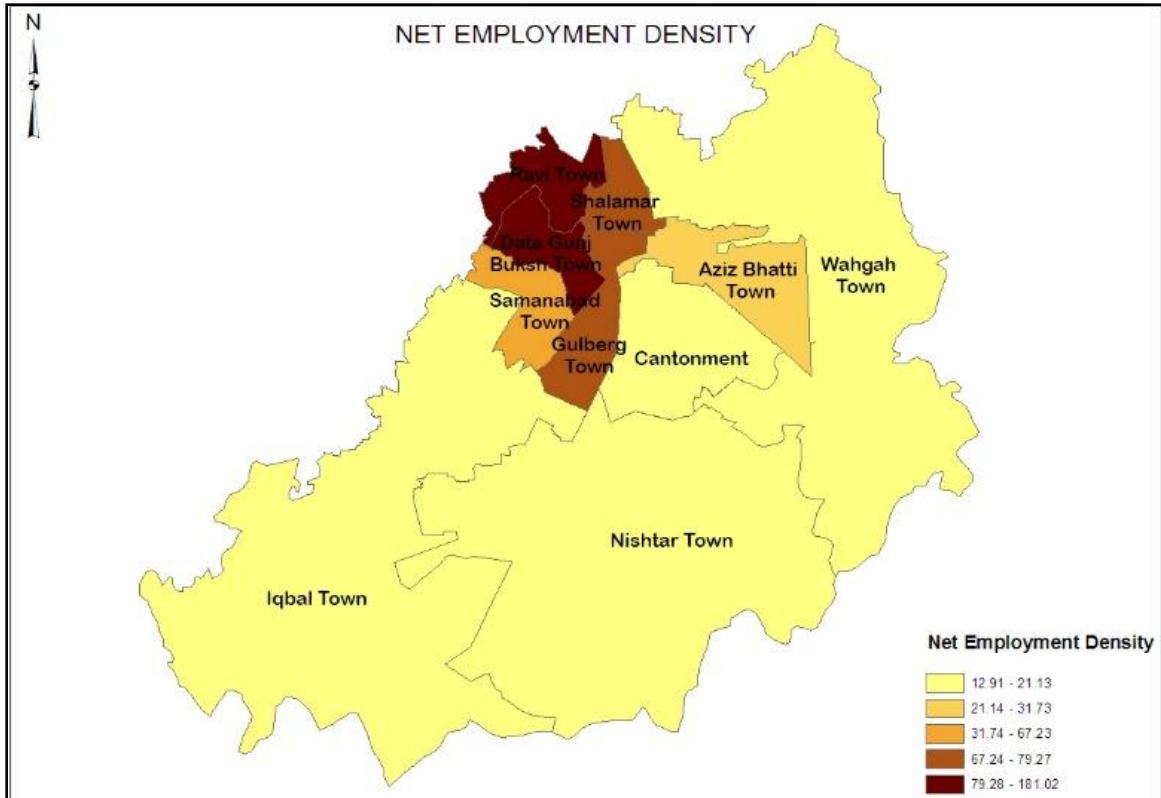 N
NET EMPLOYMENT DENSITY
Ravi Town
Shalamar
Town
Data Gunj
Buksh Town
Aziz Bhatti
Town
Wahgah
Town
Samanabad
Town
Gulberg
Town
Cantonment
Nishtar Town
Iqbal Town
Net Employment Density
12.91 - 21.13
21.14 - 31.73
31.74 - 67.23
67.24 - 79.27
79.28 - 181.02